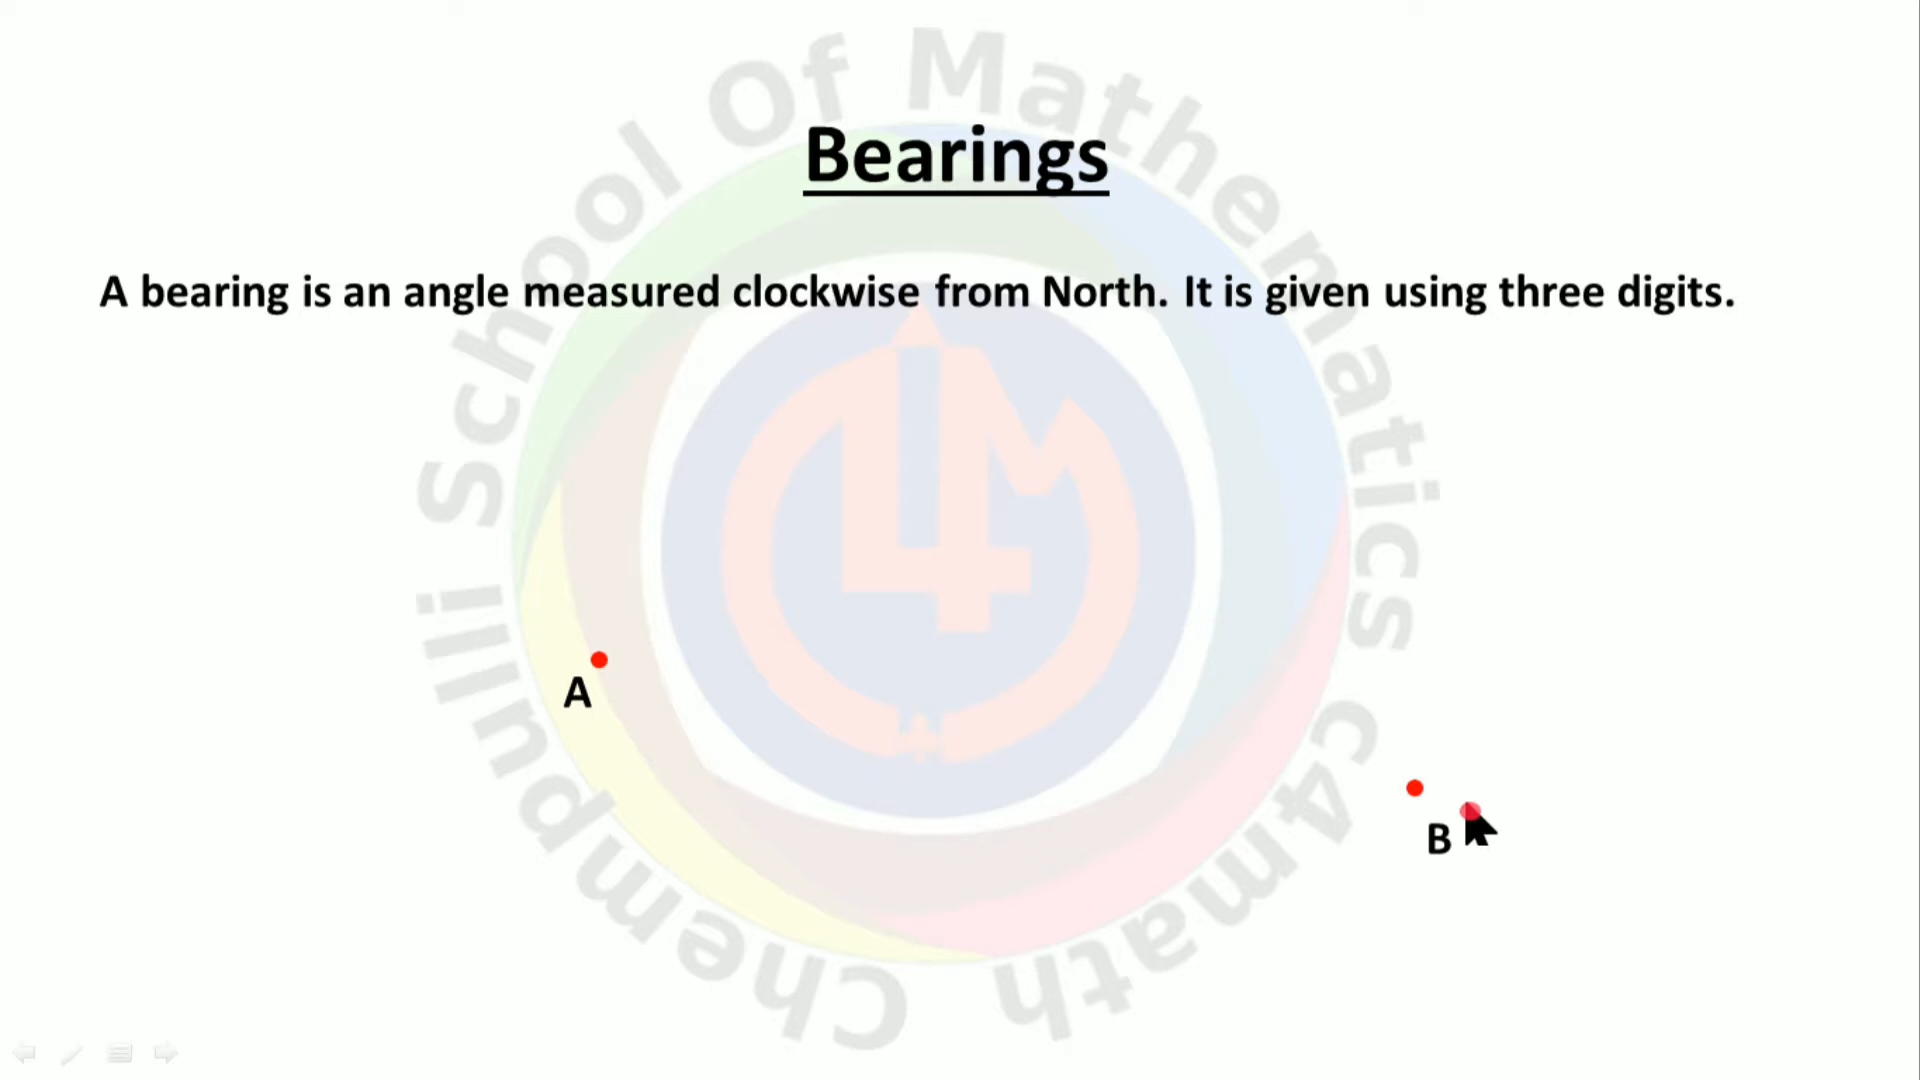 Bearings
A bearing is an angle measured clockwise from North. It is given using three digits.
A
B
Chempulli School Of Mathematics c4math
4M